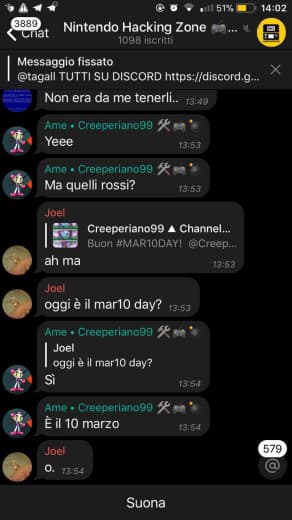 51% 14:02
3889
Chat
Nintendo Hacking Zone 🎮...
1098 iscritti
Messaggio fissato
@tagall TUTTI SU DISCORD https://discord.g...
Non era da me tenerli.. 13:49
Ame • Creeperiano99 🛠🎮💣
Yeee 13:53
Ame • Creeperiano99 🛠🎮💣
Ma quelli rossi? 13:53
Joel
Creeperiano99 ▲ Channel...
Buon #MAR10DAY! @Creep...
ah ma 13:53
Joel
oggi è il mar10 day? 13:53
Ame • Creeperiano99 🛠🎮💣
Joel
oggi è il mar10 day?
Sì 13:54
Ame • Creeperiano99 🛠🎮💣
È il 10 marzo 13:54
Joel
o. 13:54
579
@
Suona